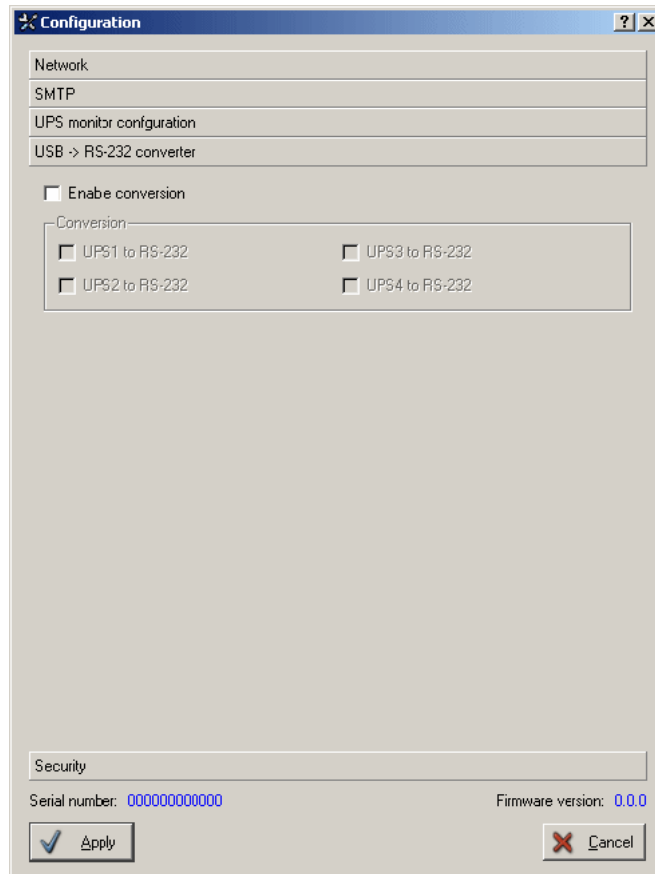 Configuration
Network
SMTP
UPS monitor confguration
USB -> RS-232 converter
Enabe conversion
Conversion
UPS1 to RS-232 UPS3 to RS-232
UPS2 to RS-232 UPS4 to RS-232
Security
Serial number: 000000000000 Firmware version: 0.0.0
Apply Cancel